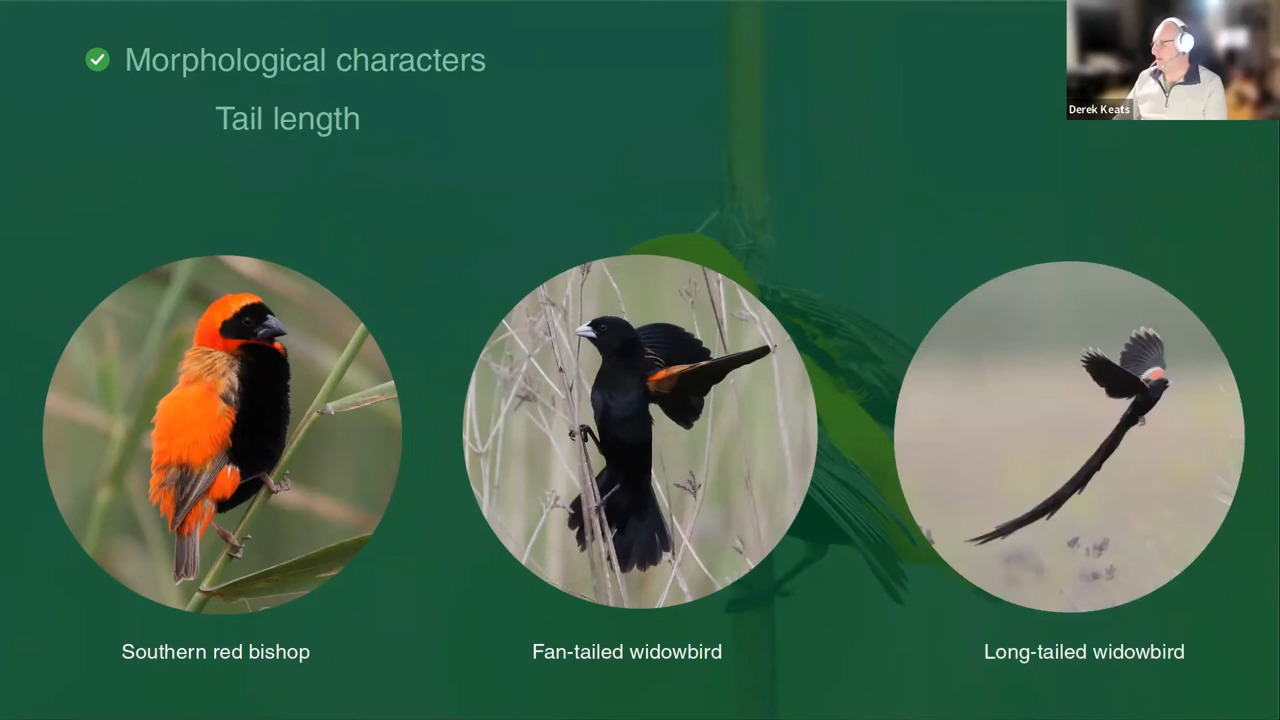 Morphological characters
Tail length
Derek Keats
Southern red bishop
Fan-tailed widowbird
Long-tailed widowbird